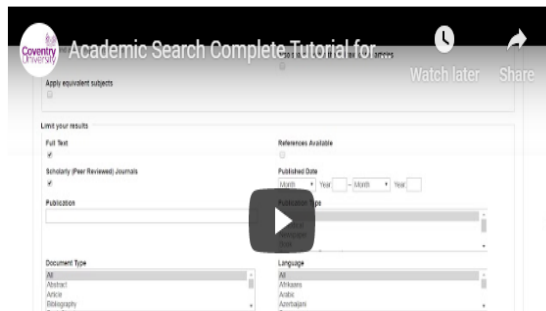 Coventry
University
Academic Search Complete Tutorial for...
articles
Watch later
Share
Apply equivalent subjects
Limit your results
Full Text
References Available
Scholarly (Peer Reviewed) Journals
Published Date
Month Year – Month Year
Publication
Publication Type
Document Type
Language
All
All
Abstract
Afrikaans
Article
Arabic
Bibliography
Azerbaijani